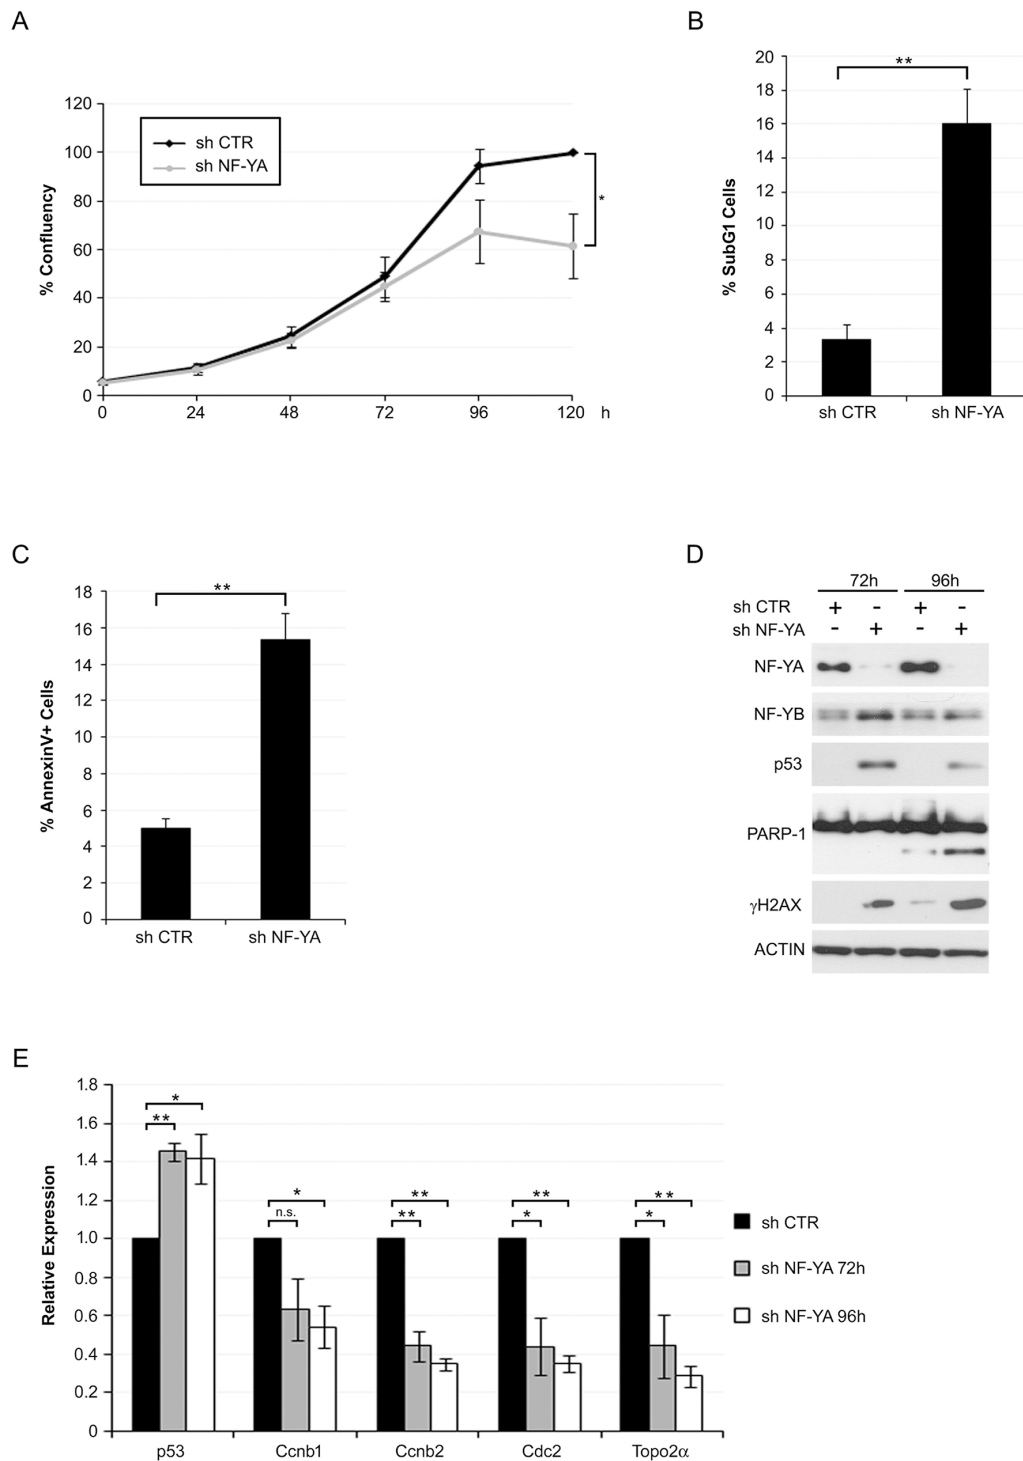 A
120
100
80
60
40
20
0
% Confluency
sh CTR
sh NF-YA
*
0 24 48 72 96 120 h
B
20
18
16
14
12
10
8
6
4
2
0
% SubG1 Cells
**
sh CTR sh NF-YA
C
18
16
14
12
10
8
6
4
2
0
% AnnexinV+ Cells
**
sh CTR sh NF-YA
D
72h 96h
sh CTR + - + -
sh NF-YA - + - +
NF-YA
NF-YB
p53
PARP-1
γH2AX
ACTIN
E
1.8
1.6
1.4
1.2
1.0
0.8
0.6
0.4
0.2
0
Relative Expression
*
**
* ** ** **
n.s. ** * *
p53 Ccnb1 Ccnb2 Cdc2 Topo2α
sh CTR
sh NF-YA 72h
sh NF-YA 96h